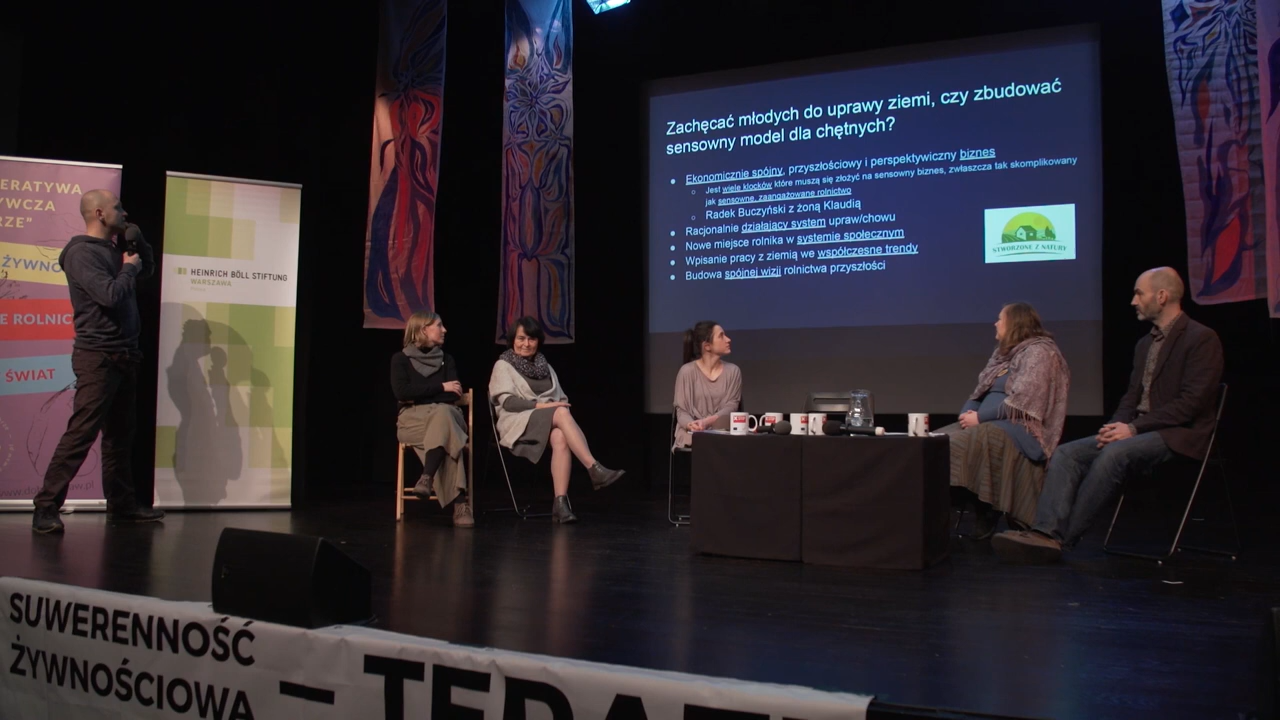 Zachęcać młodych do uprawy ziemi, czy zbudować
sensowny model dla chętnych?
Ekonomicznie spójny, przyszłościowy i perspektywiczny biznes
Jest wiele klocków które muszą się złożyć na sensowny biznes, zwłaszcza tak skomplikowany
jak sensowne, zaangażowane rolnictwo
Radek Buczyński z żoną Klaudią
Racjonalnie działający system upraw/chowu
Nowe miejsce rolnika w systemie społecznym
Wpisanie pracy z ziemią we współczesne trendy
Budowa spójnej wizji rolnictwa przyszłości
STWORZONE Z NATURY
ERATYWA
YWCZA
RZE"
ŻYWNO
E ROLNIC
ŚWIAT
HEINRICH BÖLL STIFTUNG
WARSZAWA
SUWERENNOŚĆ
ŻYWNOŚCIOWA –